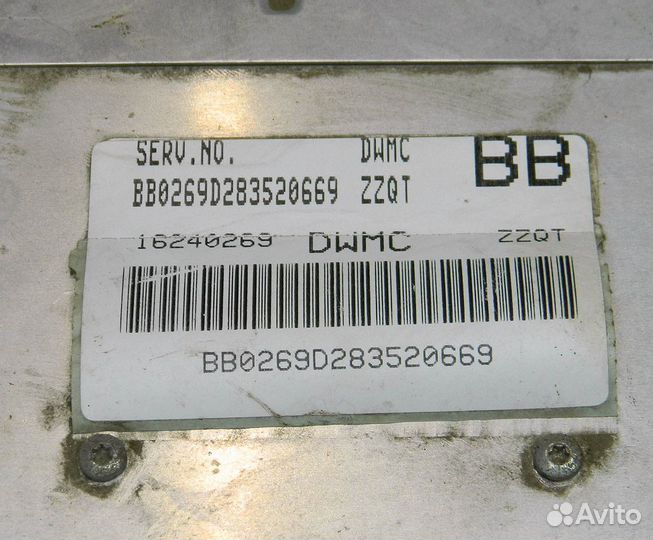 SERV.NO. DWMC BB
BB0269D283520669 ZZQT
16240269 DWMC ZZQT
BB0269D283520669
Avito